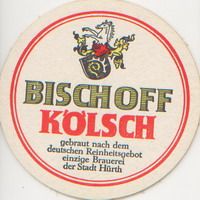 BISCHOFF
KÖLSCH
gebraut nach dem
deutschen Reinheitsgebot
einzige Brauerei
der Stadt Hürth